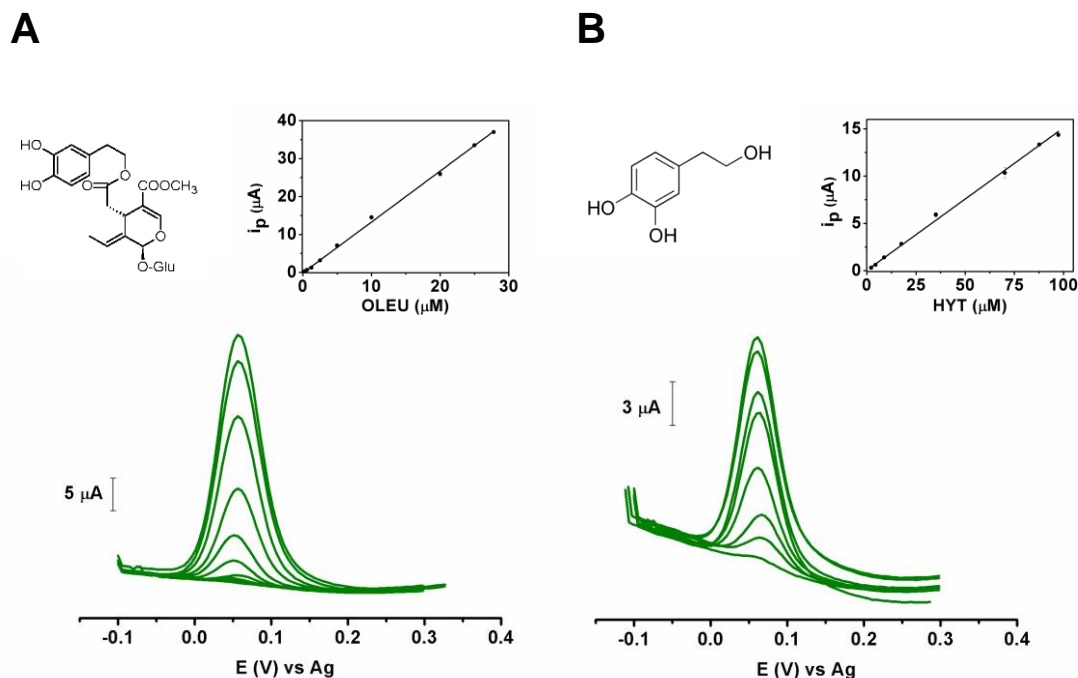 A
B
HO
HO
O
O
COOCH3
O
O-Glu
40
30
20
10
0
ip (μA)
0
10
20
30
OLEU (μM)
OH
HO
OH
15
10
5
0
ip (μA)
0
25
50
75
100
HYT (μM)
5 μA
3 μA
-0.1
0.0
0.1
0.2
0.3
0.4
E (V) vs Ag
-0.1
0.0
0.1
0.2
0.3
0.4
E (V) vs Ag